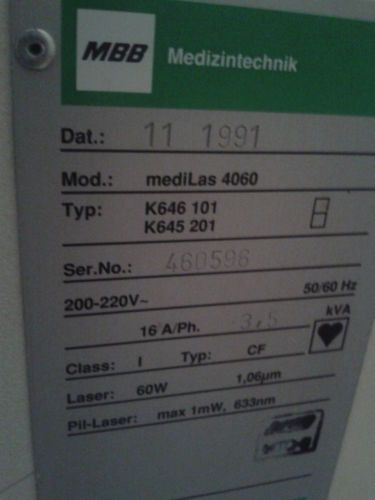 MBB Medizintechnik
Dat.: 11 1991
Mod.: mediLas 4060
Typ: K646 101
K645 201
Ser.No.: 460596
200-220V~ 50/60 Hz
16 A/Ph. 3,5 kVA
Class: I Typ: CF
Laser: 60W 1,06µm
Pil-Laser: max 1mW, 633nm